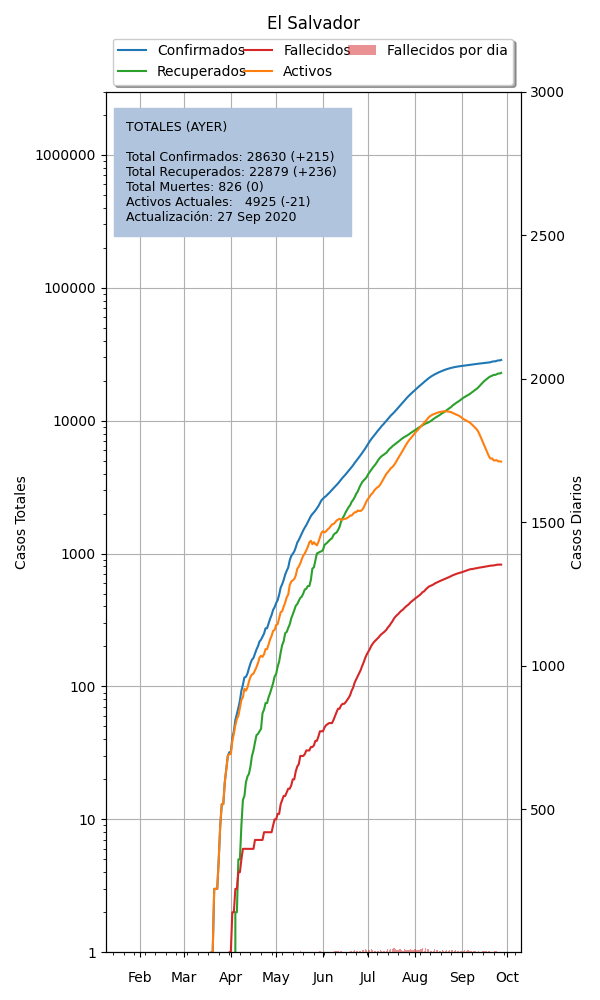 El Salvador
Confirmados Fallecidos Fallecidos por dia
Recuperados Activos
TOTALES (AYER)
Total Confirmados: 28630 (+215)
Total Recuperados: 22879 (+236)
Total Muertes: 826 (0)
Activos Actuales: 4925 (-21)
Actualización: 27 Sep 2020
Casos Totales
1000000
100000
10000
1000
100
10
1
3000
2500
2000
1500
1000
500
Casos Diarios
Feb Mar Apr May Jun Jul Aug Sep Oct